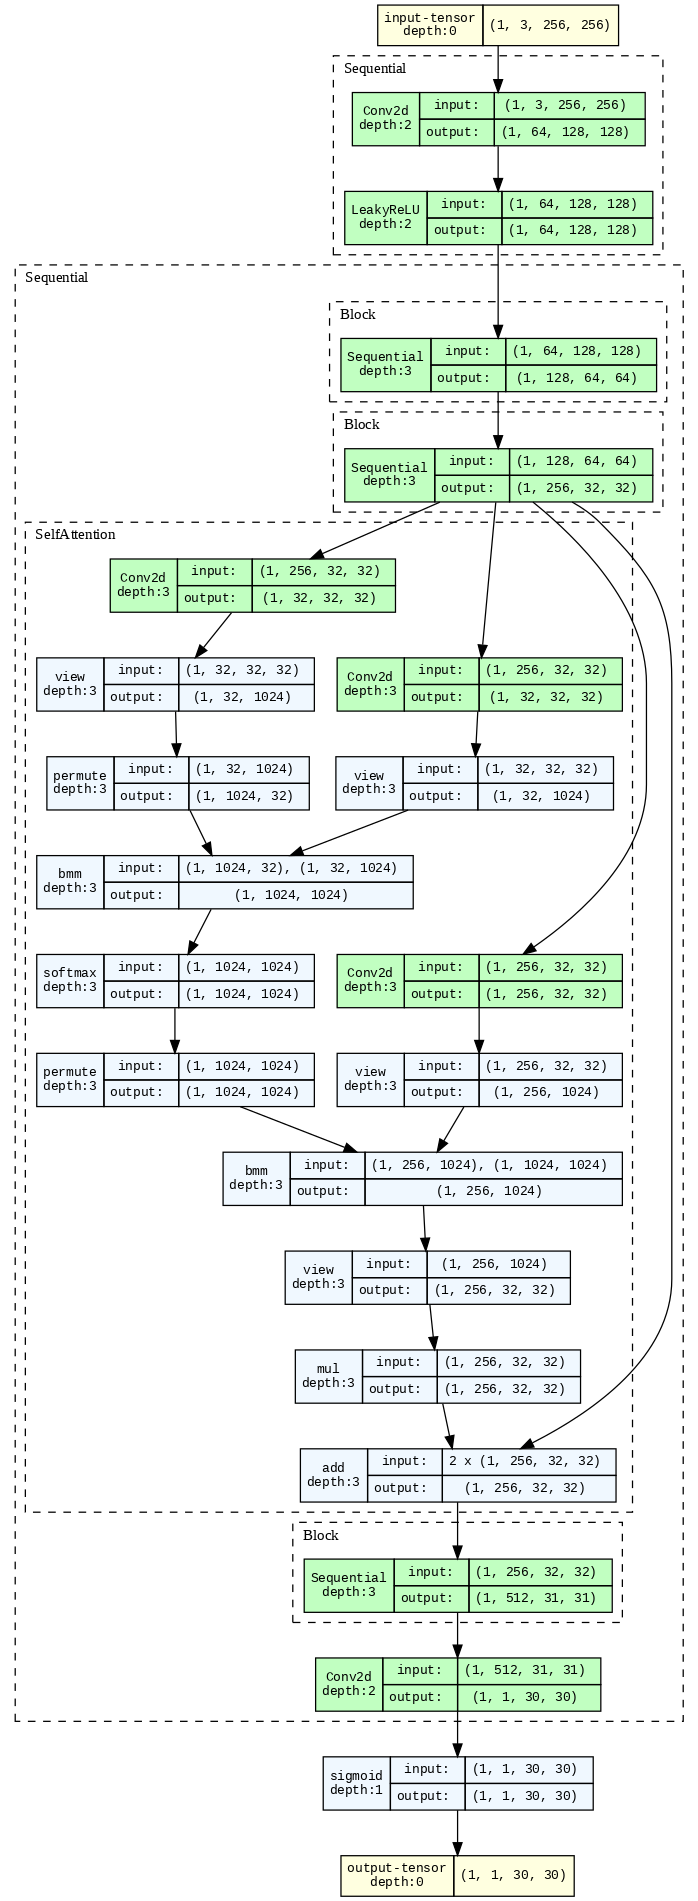 input-tensor
depth:0
(1, 3, 256, 256)
Sequential
Conv2d
depth:2
input:
(1, 3, 256, 256)
output:
(1, 64, 128, 128)
LeakyReLU
depth:2
input:
(1, 64, 128, 128)
output:
(1, 64, 128, 128)
Sequential
Block
Sequential
depth:3
input:
(1, 64, 128, 128)
output:
(1, 128, 64, 64)
Block
Sequential
depth:3
input:
(1, 128, 64, 64)
output:
(1, 256, 32, 32)
SelfAttention
Conv2d
depth:3
input:
(1, 256, 32, 32)
output:
(1, 32, 32, 32)
view
depth:3
input:
(1, 32, 32, 32)
output:
(1, 32, 1024)
Conv2d
depth:3
input:
(1, 256, 32, 32)
output:
(1, 32, 32, 32)
permute
depth:3
input:
(1, 32, 1024)
output:
(1, 1024, 32)
view
depth:3
input:
(1, 32, 32, 32)
output:
(1, 32, 1024)
bmm
depth:3
input:
(1, 1024, 32), (1, 32, 1024)
output:
(1, 1024, 1024)
softmax
depth:3
input:
(1, 1024, 1024)
output:
(1, 1024, 1024)
Conv2d
depth:3
input:
(1, 256, 32, 32)
output:
(1, 256, 32, 32)
permute
depth:3
input:
(1, 1024, 1024)
output:
(1, 1024, 1024)
view
depth:3
input:
(1, 256, 32, 32)
output:
(1, 256, 1024)
bmm
depth:3
input:
(1, 256, 1024), (1, 1024, 1024)
output:
(1, 256, 1024)
view
depth:3
input:
(1, 256, 1024)
output:
(1, 256, 32, 32)
mul
depth:3
input:
(1, 256, 32, 32)
output:
(1, 256, 32, 32)
add
depth:3
input:
2 x (1, 256, 32, 32)
output:
(1, 256, 32, 32)
Block
Sequential
depth:3
input:
(1, 256, 32, 32)
output:
(1, 512, 31, 31)
Conv2d
depth:2
input:
(1, 512, 31, 31)
output:
(1, 1, 30, 30)
sigmoid
depth:1
input:
(1, 1, 30, 30)
output:
(1, 1, 30, 30)
output-tensor
depth:0
(1, 1, 30, 30)